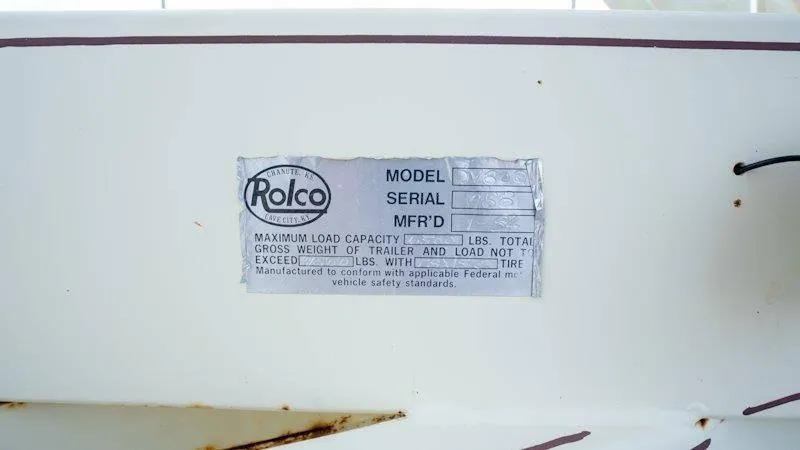 CHANUTE, KS.
Rolco
CAVE CITY, KY
MODEL
SERIAL
MFR'D
MAXIMUM LOAD CAPACITY LBS. TOTAL
GROSS WEIGHT OF TRAILER AND LOAD NOT TO
EXCEED LBS. WITH TIRE
Manufactured to conform with applicable Federal
vehicle safety standards.